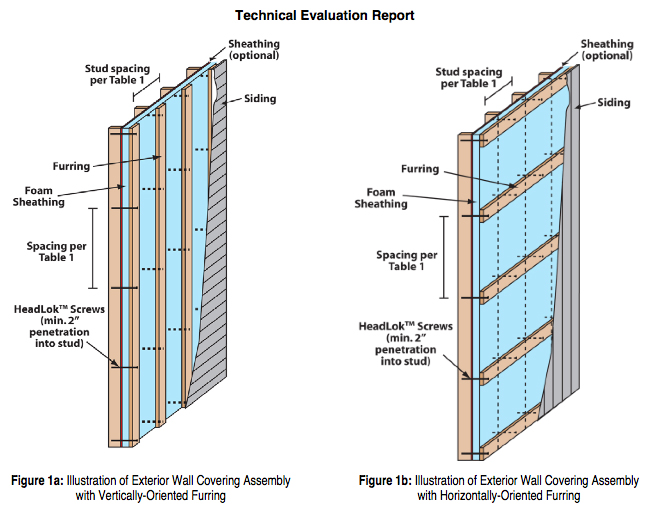 Technical Evaluation Report
Sheathing
(optional)
Stud spacing
per Table 1
Siding
Furring
Foam
Sheathing
Spacing per
Table 1
HeadLok™ Screws
(min. 2"
penetration
into stud)
Figure 1a: Illustration of Exterior Wall Covering Assembly
with Vertically-Oriented Furring
Sheathing
(optional)
Stud spacing
per Table 1
Siding
Furring
Foam
Sheathing
Spacing per
Table 1
HeadLok™ Screws
(min. 2"
penetration
into stud)
Figure 1b: Illustration of Exterior Wall Covering Assembly
with Horizontally-Oriented Furring